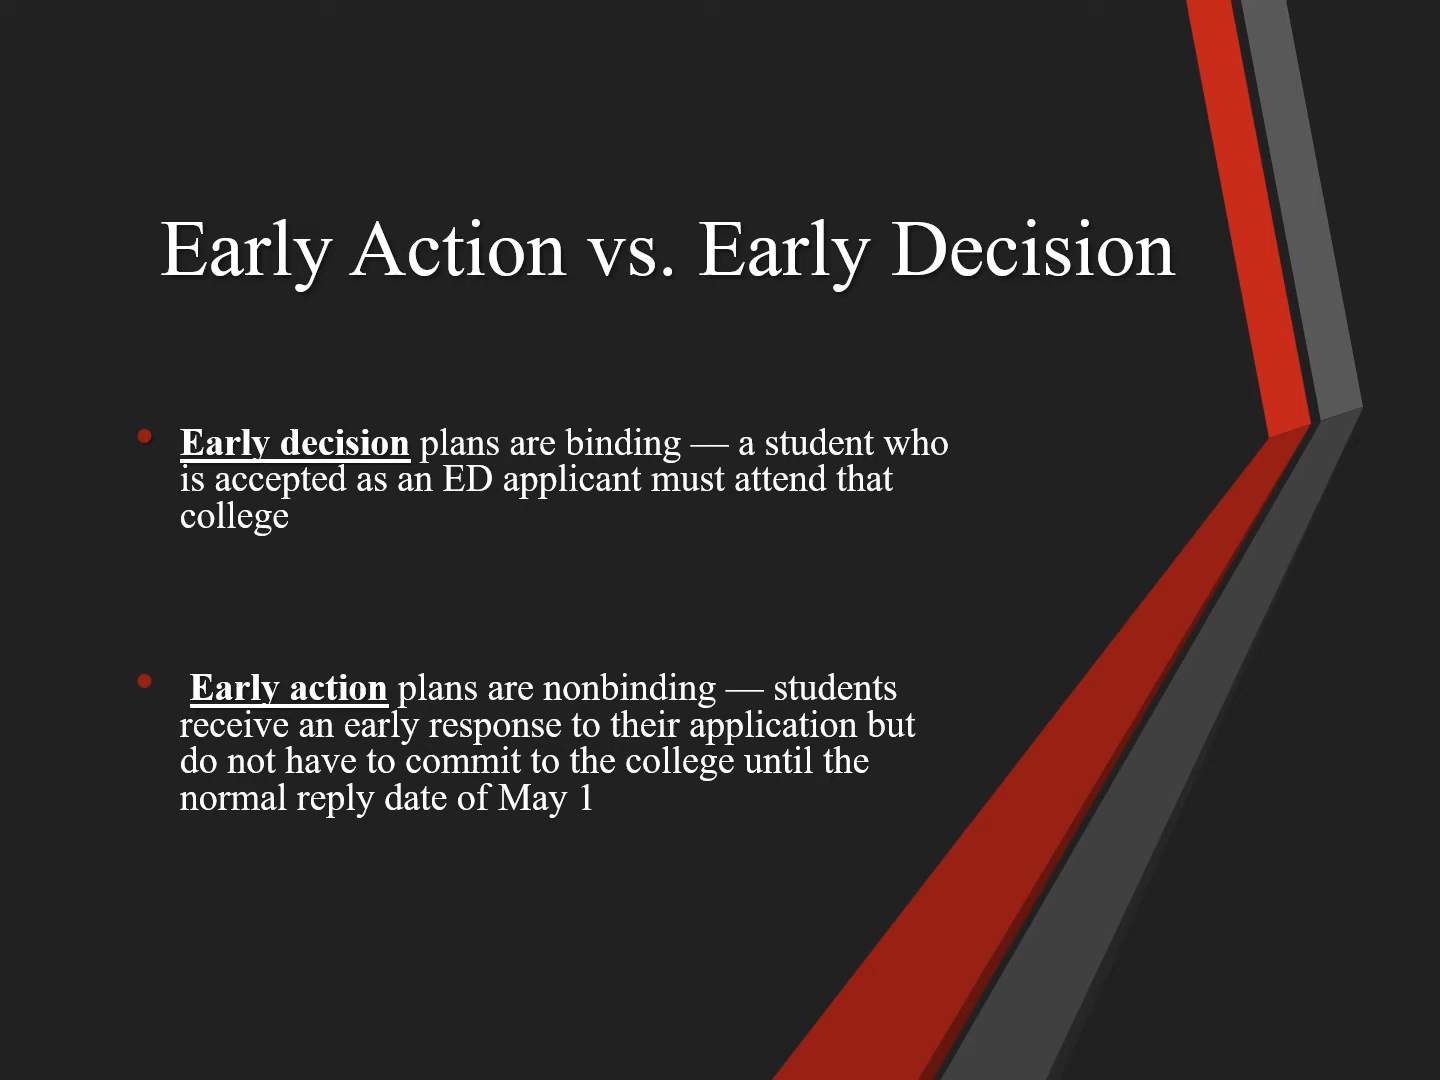 Early Action vs. Early Decision
• Early decision plans are binding — a student who
is accepted as an ED applicant must attend that
college
• Early action plans are nonbinding — students
receive an early response to their application but
do not have to commit to the college until the
normal reply date of May 1